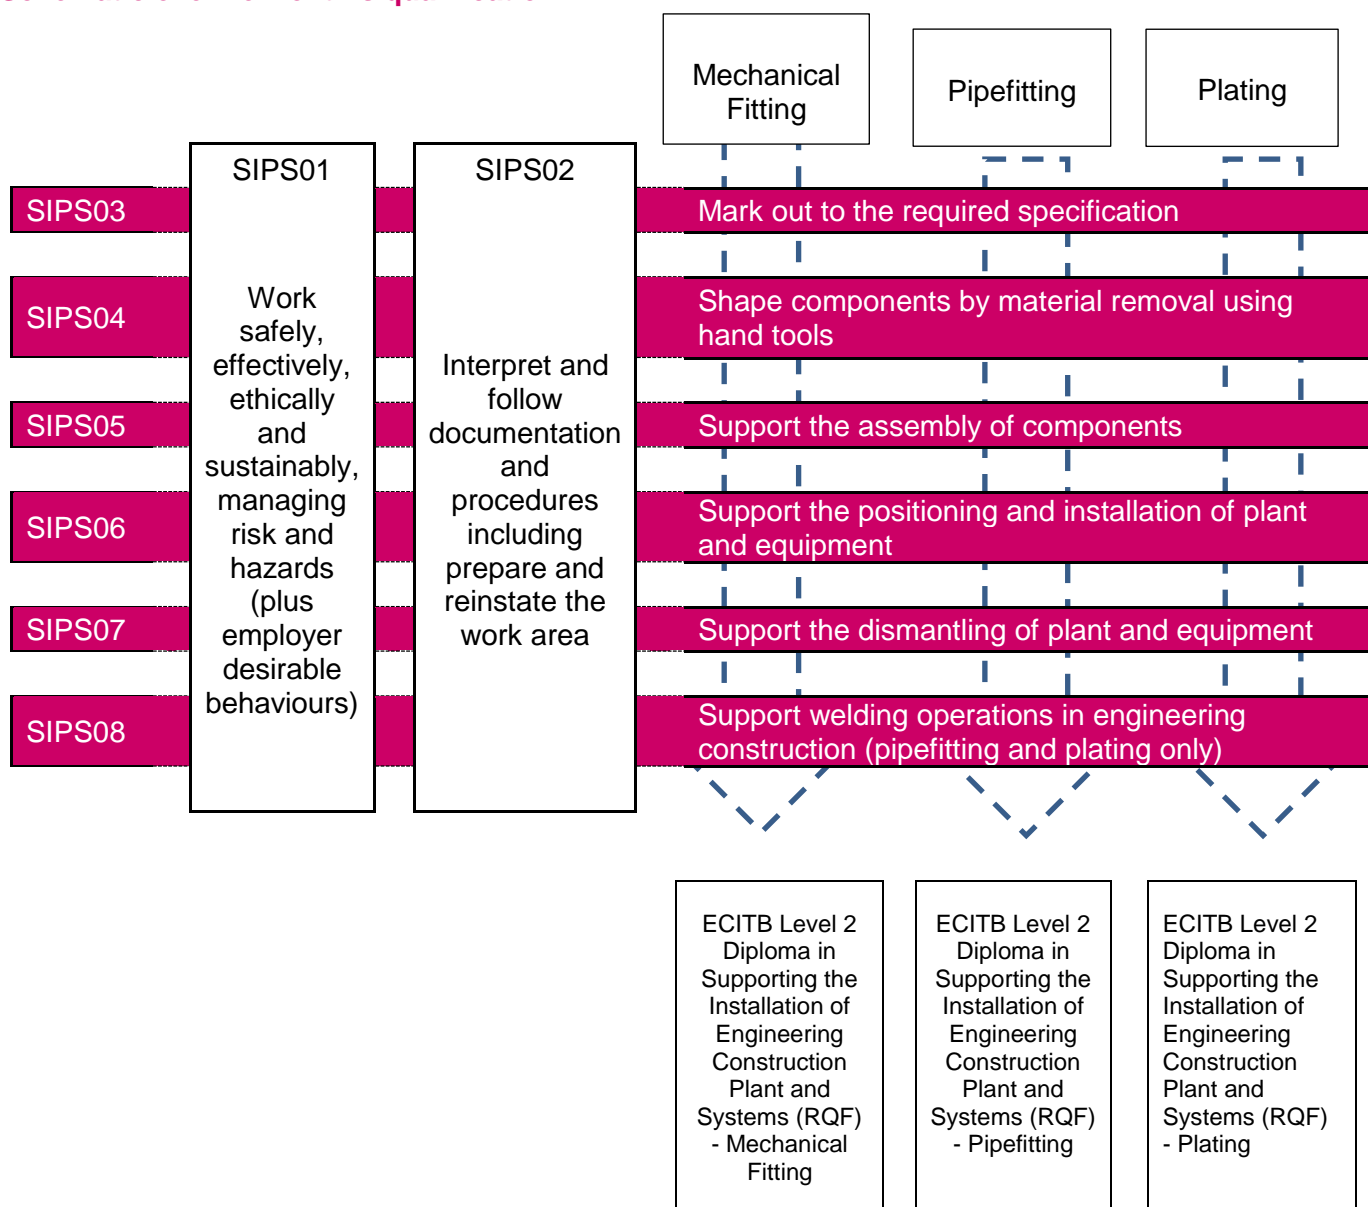 Mechanical
Fitting
Pipefitting
Plating
SIPS01
SIPS02
SIPS03
Mark out to the required specification
Work
safely,
effectively,
ethically
and
sustainably,
managing
risk and
hazards
(plus
employer
desirable
behaviours)
Interpret and
follow
documentation
and
procedures
including
prepare and
reinstate the
work area
SIPS04
Shape components by material removal using
hand tools
SIPS05
Support the assembly of components
SIPS06
Support the positioning and installation of plant
and equipment
SIPS07
Support the dismantling of plant and equipment
SIPS08
Support welding operations in engineering
construction (pipefitting and plating only)
ECITB Level 2
Diploma in
Supporting the
Installation of
Engineering
Construction
Plant and
Systems (RQF)
- Mechanical
Fitting
ECITB Level 2
Diploma in
Supporting the
Installation of
Engineering
Construction
Plant and
Systems (RQF)
- Pipefitting
ECITB Level 2
Diploma in
Supporting the
Installation of
Engineering
Construction
Plant and
Systems (RQF)
- Plating